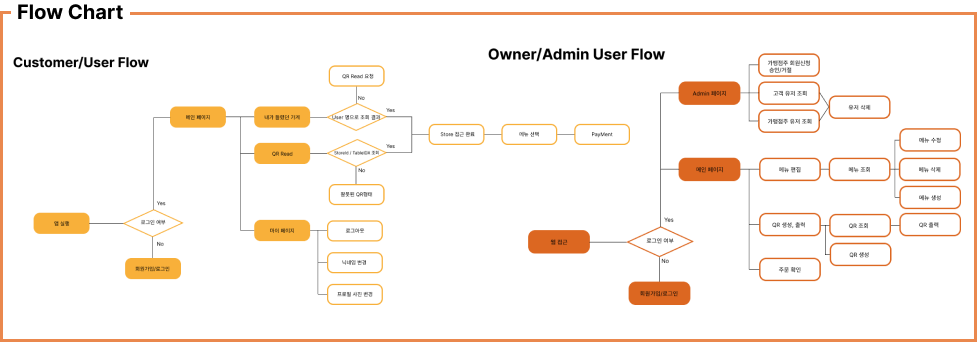 Flow Chart
Customer/User Flow
QR Read 요청
No
메인 페이지
내가 들렸던 가게
User 명으로 조회 결과
Yes
QR Read
StoreId / TableId로 조회
Yes
No
잘못된 QR형태
Store 접근 완료
메뉴 선택
PayMent
앱 실행
Yes
로그인 여부
No
회원가입/로그인
마이 페이지
로그아웃
닉네임 변경
프로필 사진 변경
Owner/Admin User Flow
Admin 페이지
가맹점주 회원신청
승인/거절
고객 유저 조회
가맹점주 유저 조회
유저 삭제
메인 페이지
메뉴 편집
메뉴 조회
메뉴 수정
메뉴 삭제
메뉴 생성
Yes
웹 접근
로그인 여부
No
회원가입/로그인
QR 생성, 출력
QR 조회
QR 출력
QR 생성
주문 확인